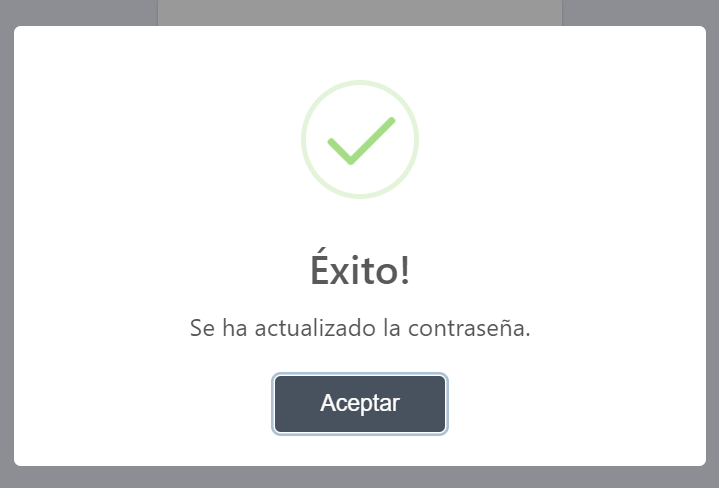 Éxito!
Se ha actualizado la contraseña.
Aceptar